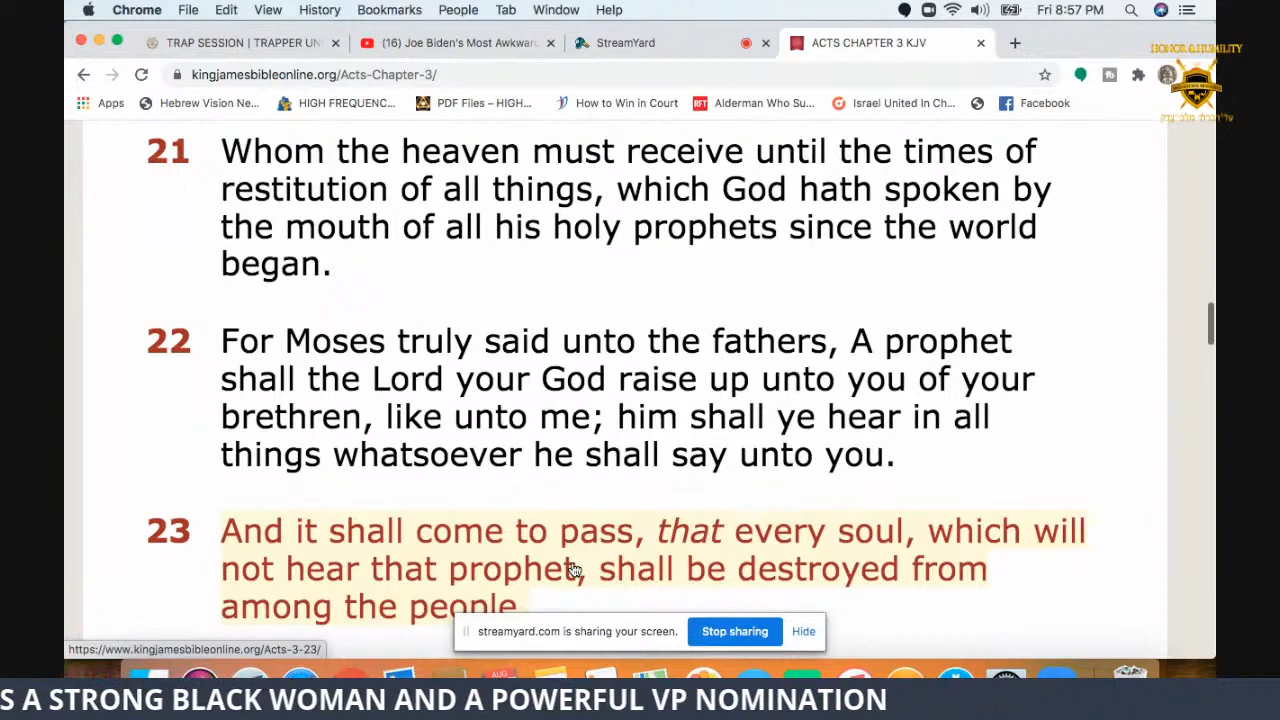 Chrome File Edit View History Bookmarks People Tab Window Help Fri 8:57 PM
TRAP SESSION | TRAPPER UNI × (16) Joe Biden's Most Awkwar × StreamYard × ACTS CHAPTER 3 KJV × +
HONOR & HUMILITY
kingjamesbibleonline.org/Acts-Chapter-3/
Apps Hebrew Vision Ne... HIGH FREQUENC... PDF Files – HIGH... How to Win in Court RFT Alderman Who Su... Israel United In Ch... Facebook
21 Whom the heaven must receive until the times of
restitution of all things, which God hath spoken by
the mouth of all his holy prophets since the world
began.
22 For Moses truly said unto the fathers, A prophet
shall the Lord your God raise up unto you of your
brethren, like unto me; him shall ye hear in all
things whatsoever he shall say unto you.
23 And it shall come to pass, that every soul, which will
not hear that prophet, shall be destroyed from
among the people
streamyard.com is sharing your screen. Stop sharing Hide
https://www.kingjamesbibleonline.org/Acts-3-23/
AUG
S A STRONG BLACK WOMAN AND A POWERFUL VP NOMINATION